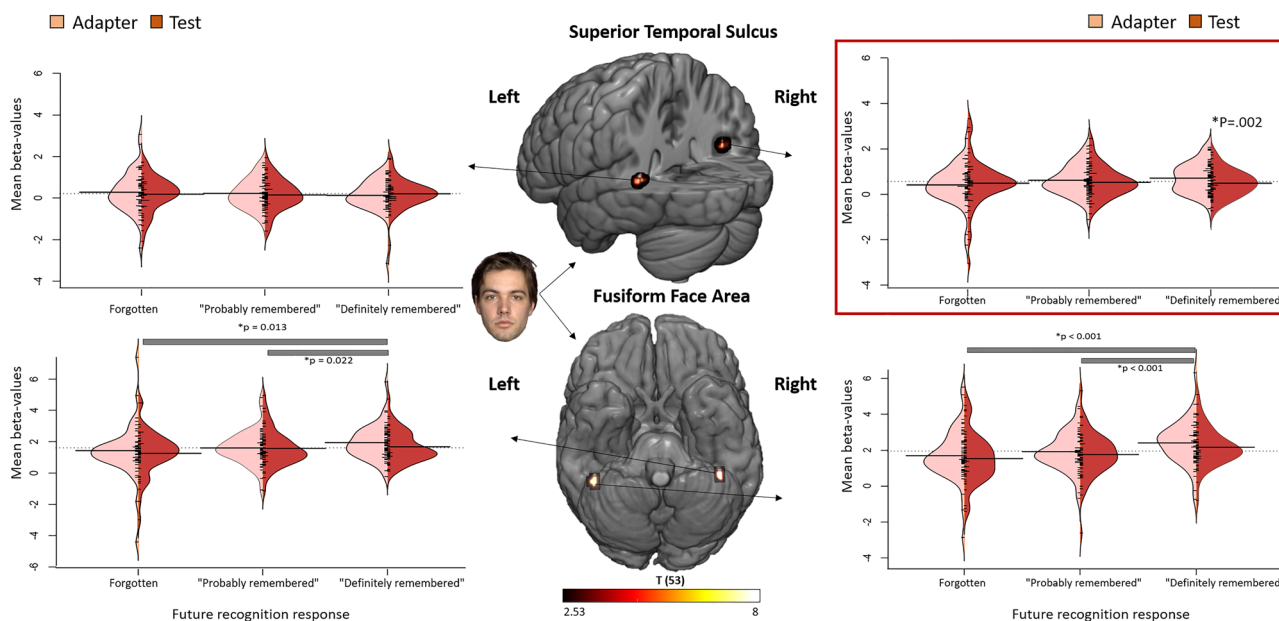 Adapter Test
Mean beta-values
6
4
2
0
-2
-4
Forgotten "Probably remembered" "Definitely remembered"
Superior Temporal Sulcus
Left Right
Adapter Test
Mean beta-values
6
4
2
0
-2
-4
*P=.002
Forgotten "Probably remembered" "Definitely remembered"
*p = 0.013
*p = 0.022
Mean beta-values
6
4
2
0
-2
-4
-6
Forgotten "Probably remembered" "Definitely remembered"
Future recognition response
Fusiform Face Area
Left Right
T (53)
2.53 8
*p < 0.001
*p < 0.001
Mean beta-values
6
4
2
0
-2
-4
Forgotten "Probably remembered" "Definitely remembered
Future recognition response